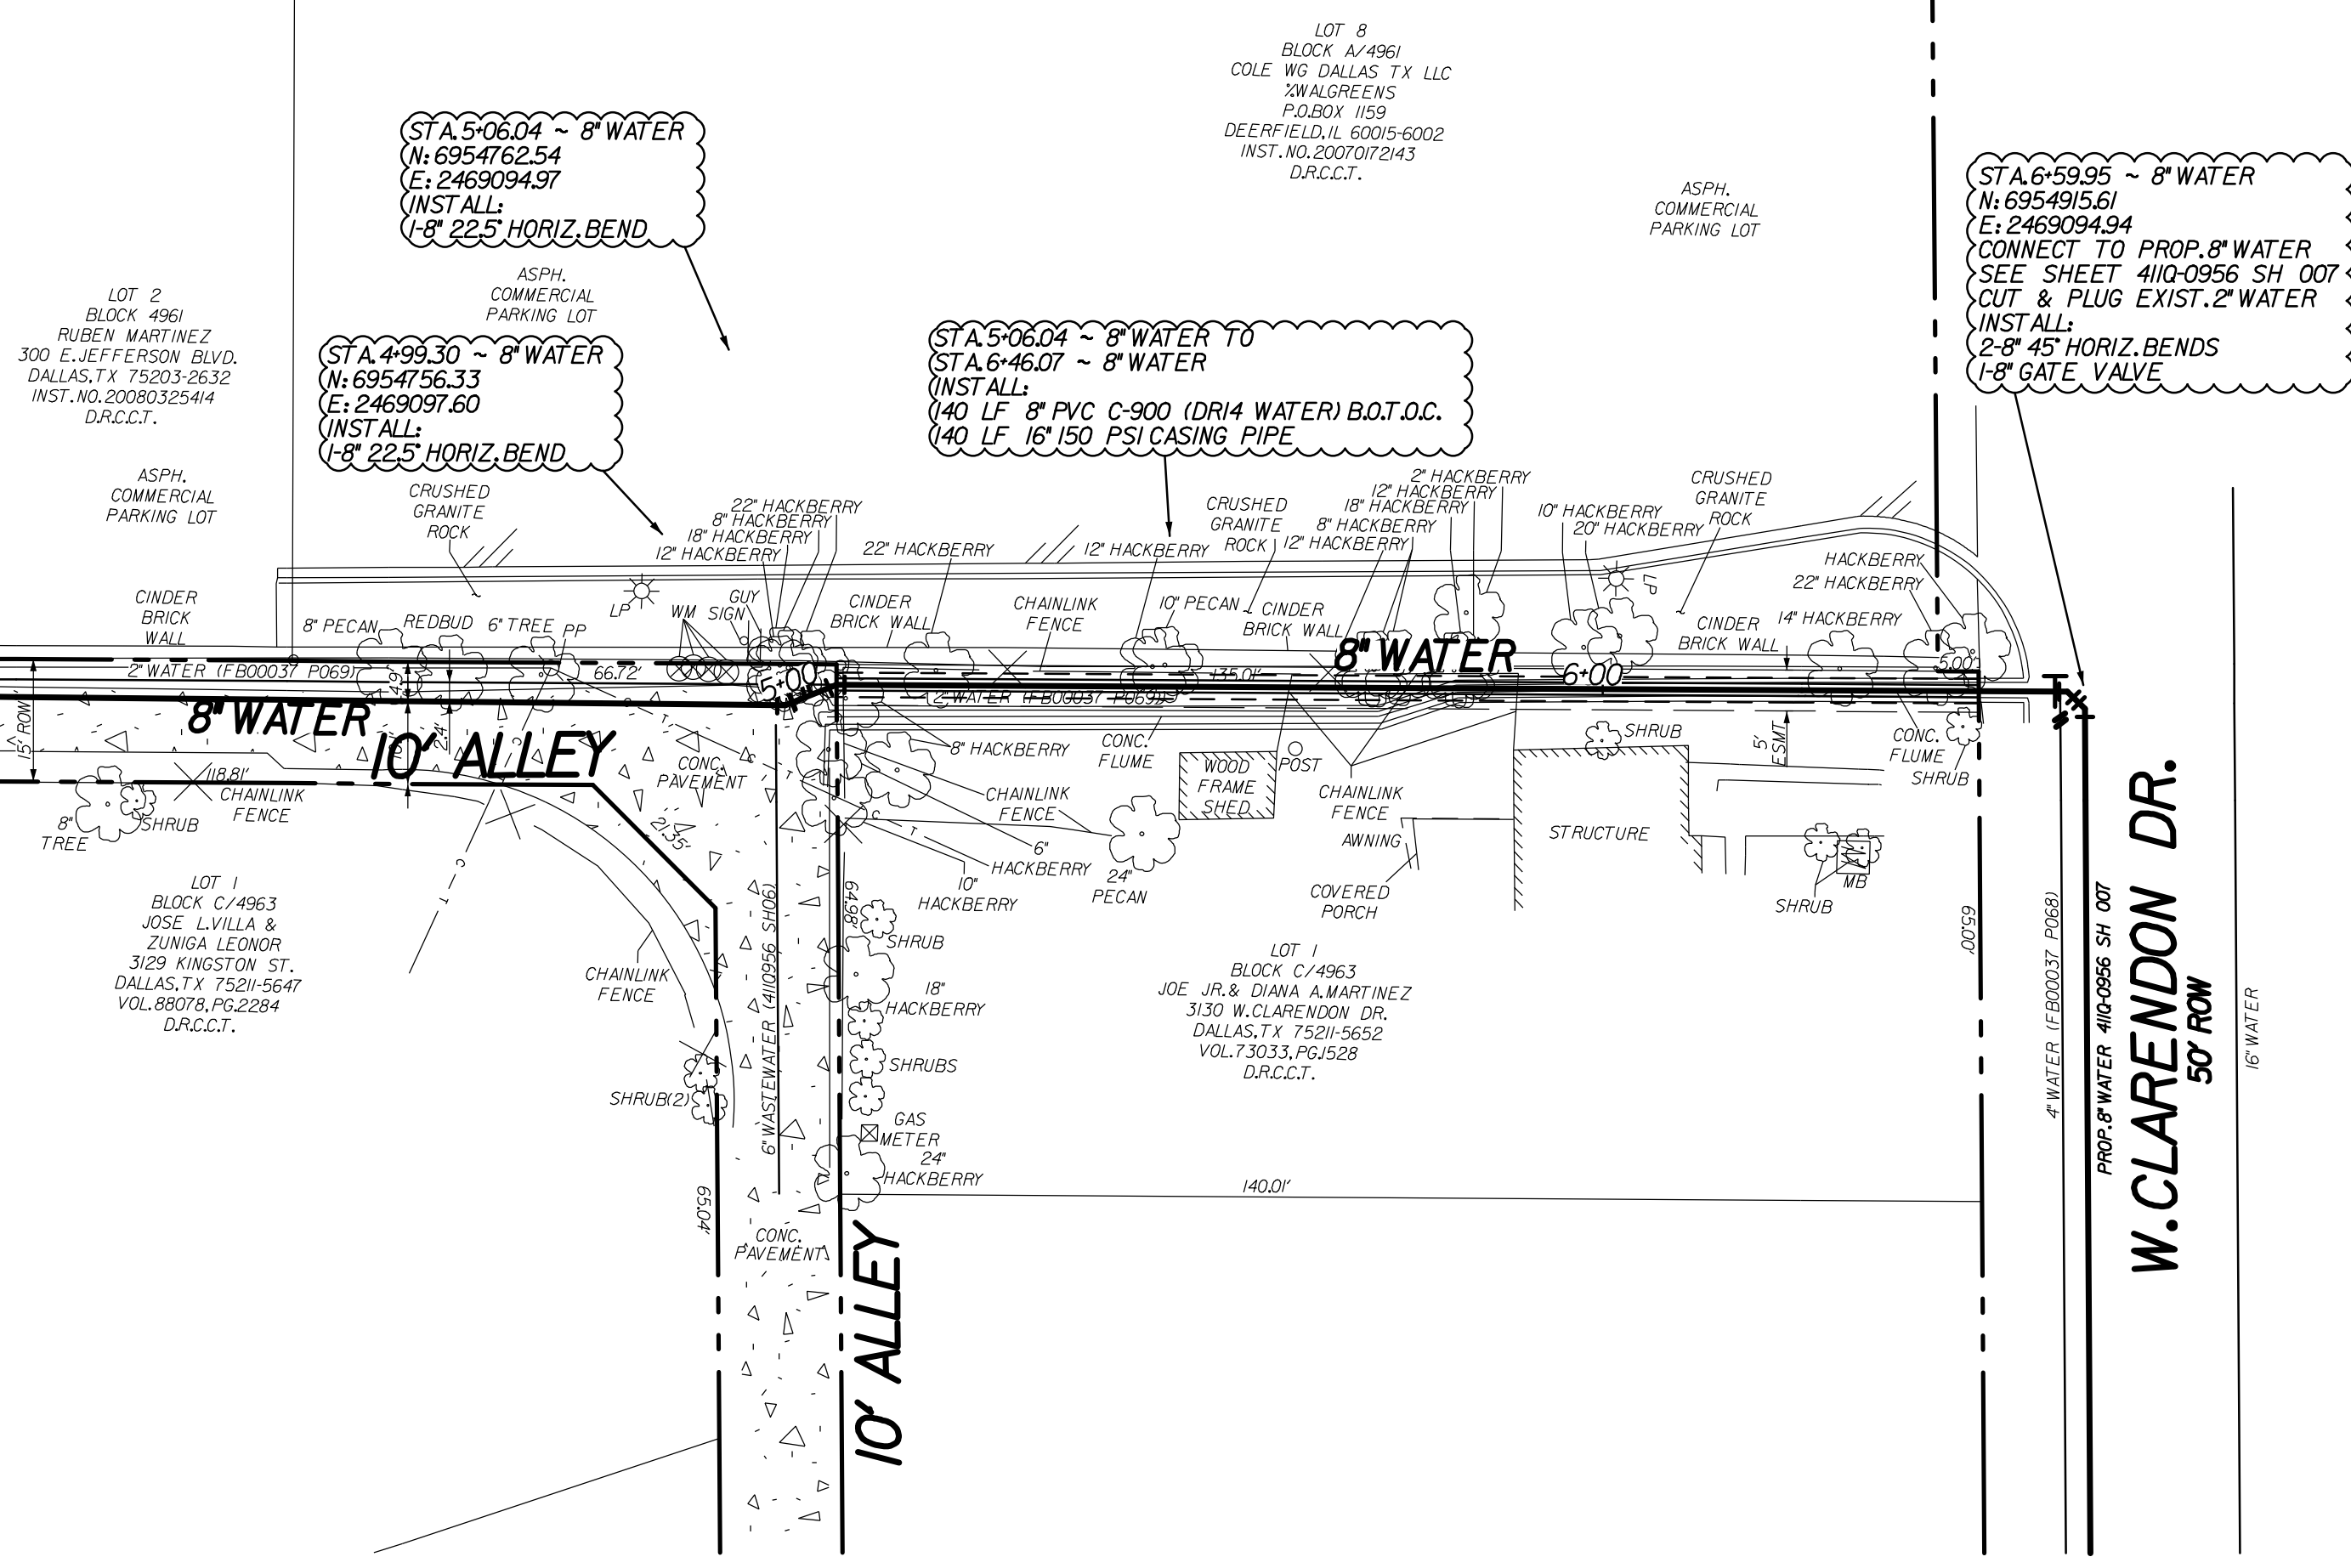 LOT 8
BLOCK A/4961
COLE WG DALLAS TX LLC
%WALGREENS
P.O.BOX 1159
DEERFIELD,IL 60015-6002
INST.NO.20070172143
D.R.C.C.T.
STA.5+06.04 ~ 8" WATER
N: 6954762.54
E: 2469094.97
INSTALL:
1-8" 22.5° HORIZ.BEND
STA.6+59.95 ~ 8" WATER
N: 6954915.61
E: 2469094.94
CONNECT TO PROP.8" WATER
SEE SHEET 411Q-0956 SH 007
CUT & PLUG EXIST.2" WATER
INSTALL:
2-8" 45° HORIZ.BENDS
1-8" GATE VALVE
ASPH.
COMMERCIAL
PARKING LOT
ASPH.
COMMERCIAL
PARKING LOT
LOT 2
BLOCK 4961
RUBEN MARTINEZ
300 E.JEFFERSON BLVD.
DALLAS,TX 75203-2632
INST.NO.20080325414
D.R.C.C.T.
STA.4+99.30 ~ 8" WATER
N: 6954756.33
E: 2469097.60
INSTALL:
1-8" 22.5° HORIZ.BEND
STA.5+06.04 ~ 8" WATER TO
STA.6+46.07 ~ 8" WATER
INSTALL:
140 LF 8" PVC C-900 (DR14 WATER) B.O.T.O.C.
140 LF 16" 150 PSI CASING PIPE
ASPH.
COMMERCIAL
PARKING LOT
CRUSHED
GRANITE
ROCK
22" HACKBERRY
8" HACKBERRY
18" HACKBERRY
12" HACKBERRY
22" HACKBERRY
12" HACKBERRY
CRUSHED
GRANITE
ROCK
2" HACKBERRY
12" HACKBERRY
18" HACKBERRY
8" HACKBERRY
12" HACKBERRY
10" HACKBERRY
20" HACKBERRY
CRUSHED
GRANITE
ROCK
HACKBERRY
22" HACKBERRY
14" HACKBERRY
CINDER
BRICK
WALL
8" PECAN
REDBUD
6" TREE
PP
LP
WM
SIGN
GUY
CINDER
BRICK WALL
CHAINLINK
FENCE
10" PECAN
CINDER
BRICK WALL
LP
CINDER
BRICK WALL
2" WATER (FB00037 P069)
66.72'
5+00
135.01'
8" WATER
6+00
5.00'
2" WATER (FB00037 P069)
15' ROW
4.9'
2.4'
8" WATER
10' ALLEY
118.81'
CHAINLINK
FENCE
8"
TREE
SHRUB
CONC.
PAVEMENT
21.35'
8" HACKBERRY
CHAINLINK
FENCE
6"
HACKBERRY
10"
HACKBERRY
24"
PECAN
CONC.
FLUME
WOOD
FRAME
SHED
POST
CHAINLINK
FENCE
AWNING
COVERED
PORCH
SHRUB
STRUCTURE
5'
ESMT
CONC.
FLUME
SHRUB
MB
SHRUB
LOT 1
BLOCK C/4963
JOSE L.VILLA &
ZUNIGA LEONOR
3129 KINGSTON ST.
DALLAS,TX 75211-5647
VOL.88078,PG.2284
D.R.C.C.T.
CHAINLINK
FENCE
SHRUB(2)
6" WASTEWATER (411Q956 SH06)
64.98'
SHRUB
18"
HACKBERRY
SHRUBS
GAS
METER
24"
HACKBERRY
LOT 1
BLOCK C/4963
JOE JR.& DIANA A.MARTINEZ
3130 W.CLARENDON DR.
DALLAS,TX 75211-5652
VOL.73033,PG.1528
D.R.C.C.T.
65.00'
4" WATER (FB00037 P068)
PROP.8" WATER 411Q-0956 SH 007
W.CLARENDON DR.
50' ROW
16" WATER
65.04'
140.01'
CONC.
PAVEMENT
10' ALLEY